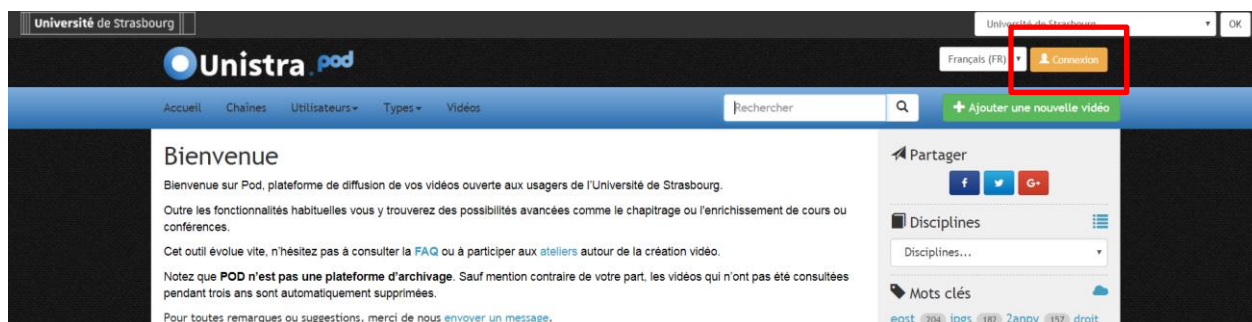 Université de Strasbourg
Université de Strasbourg
OK
Unistra.pod
Français (FR)
Connexion
Accueil Chaînes Utilisateurs Types Vidéos
Rechercher
+ Ajouter une nouvelle vidéo
Bienvenue
Bienvenue sur Pod, plateforme de diffusion de vos vidéos ouverte aux usagers de l'Université de Strasbourg.
Outre les fonctionnalités habituelles vous y trouverez des possibilités avancées comme le chapitrage ou l'enrichissement de cours ou
conférences.
Cet outil évolue vite, n'hésitez pas à consulter la FAQ ou à participer aux ateliers autour de la création vidéo.
Notez que POD n'est pas une plateforme d'archivage. Sauf mention contraire de votre part, les vidéos qui n'ont pas été consultées
pendant trois ans sont automatiquement supprimées.
Pour toutes remarques ou suggestions, merci de nous envoyer un message.
Partager
f
G+
Disciplines
Disciplines...
Mots clés
eost 204 ipgs 182 2anpv 157 droit